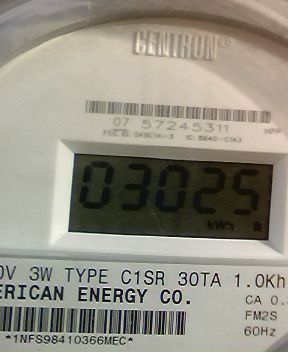 CENTRON®
07 57245311
03025
kWh
0V 3W TYPE C1SR 30TA 1.0Kh
ERICAN ENERGY CO.
CA 0.
FM2S
60Hz
*1NFS98410366MEC*